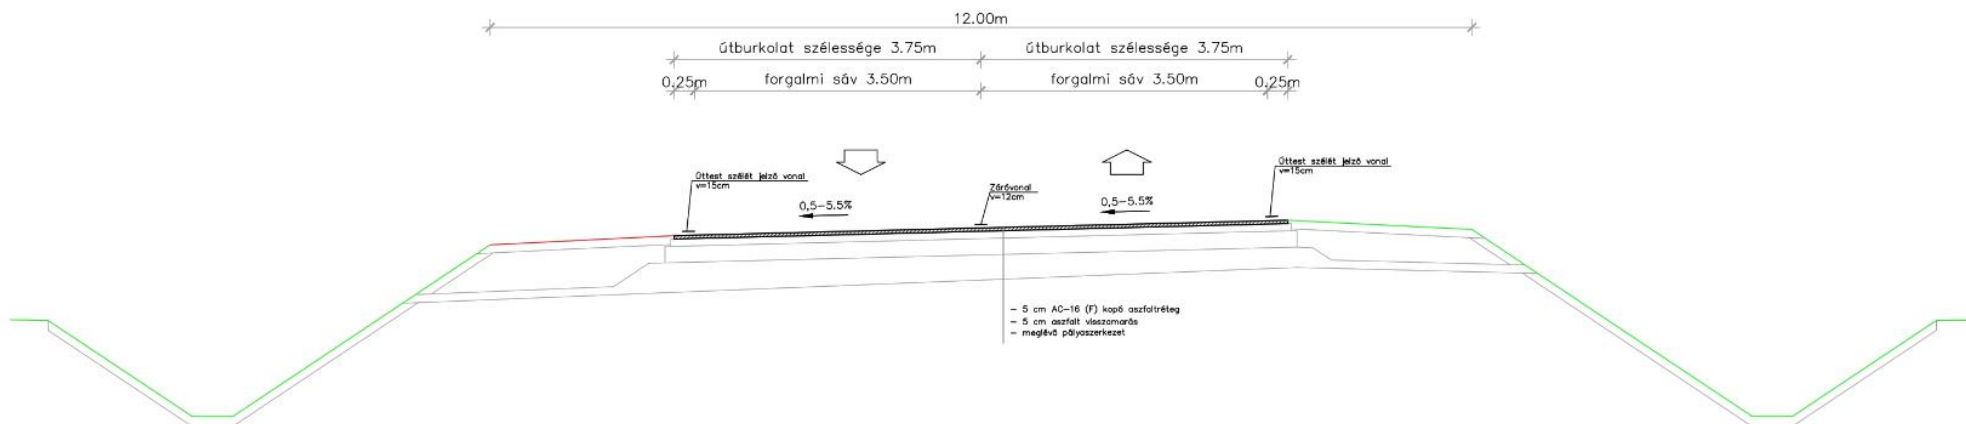 12.00m
útburkolat szélessége 3.75m
útburkolat szélessége 3.75m
0.25m
forgalmi sáv 3.50m
forgalmi sáv 3.50m
0.25m
Úttest szélét jelző vonal
v=15cm
0,5-5.5%
Záróvonal
v=12cm
0,5-5.5%
Úttest szélét jelző vonal
v=15cm
- 5 cm AC-16 (F) kopó aszfaltréteg
- 5 cm aszfalt visszamarás
- meglévő pályaszerkezet